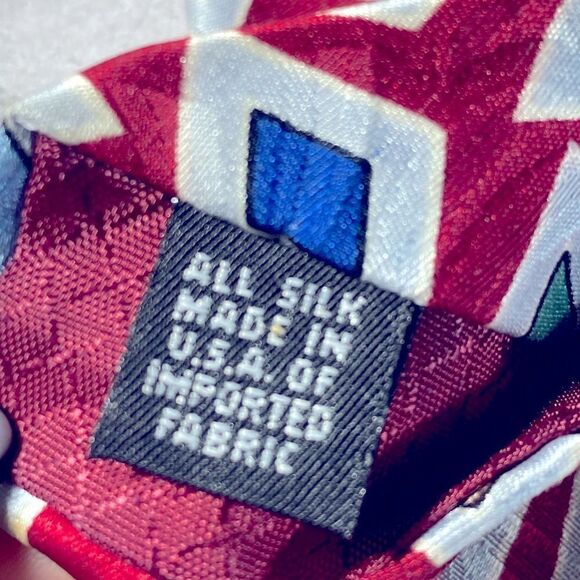 ALL SILK
MADE IN
U.S.A. OF
IMPORTED
FABRIC